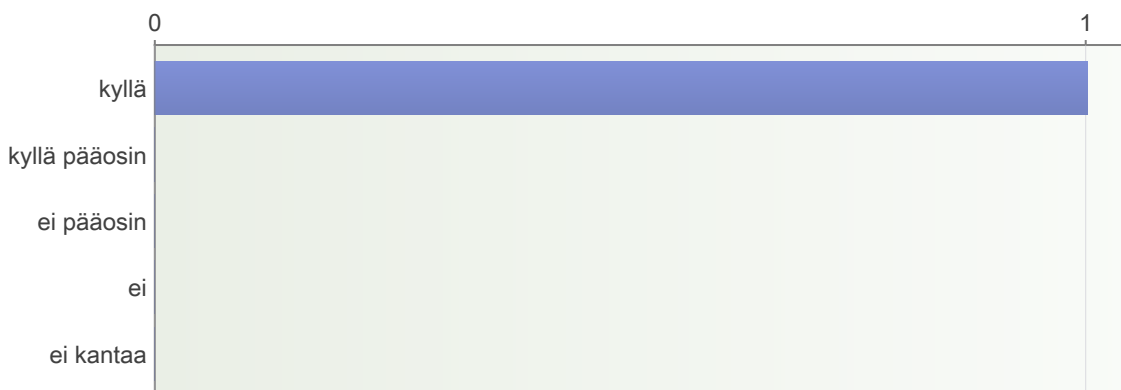 0 1
kyllä
kyllä pääosin
ei pääosin
ei
ei kantaa